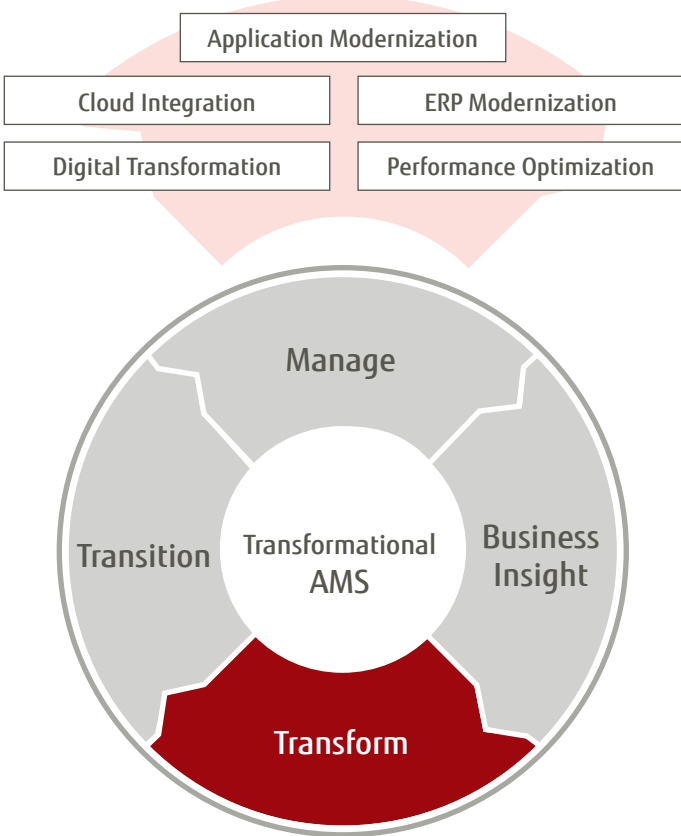 Application Modernization
Cloud Integration
ERP Modernization
Digital Transformation
Performance Optimization
Manage
Transition
Transformational
AMS
Business
Insight
Transform